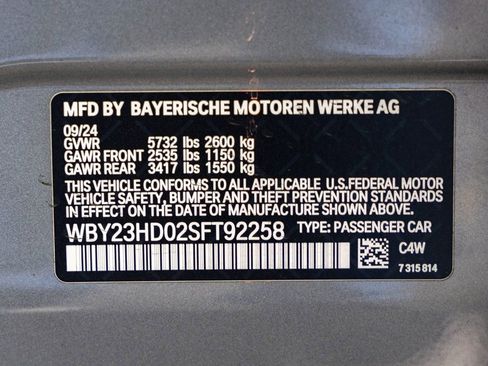 MFD BY BAYERISCHE MOTOREN WERKE AG
09/24
GVWR 5732 lbs 2600 kg
GAWR FRONT 2535 lbs 1150 kg
GAWR REAR 3417 lbs 1550 kg
THIS VEHICLE CONFORMS TO ALL APPLICABLE U.S.FEDERAL MOTOR
VEHICLE SAFETY, BUMPER AND THEFT PREVENTION STANDARDS
IN EFFECT ON THE DATE OF MANUFACTURE SHOWN ABOVE.
WBY23HD02SFT92258 TYPE: PASSENGER CAR
C4W
7 315 814